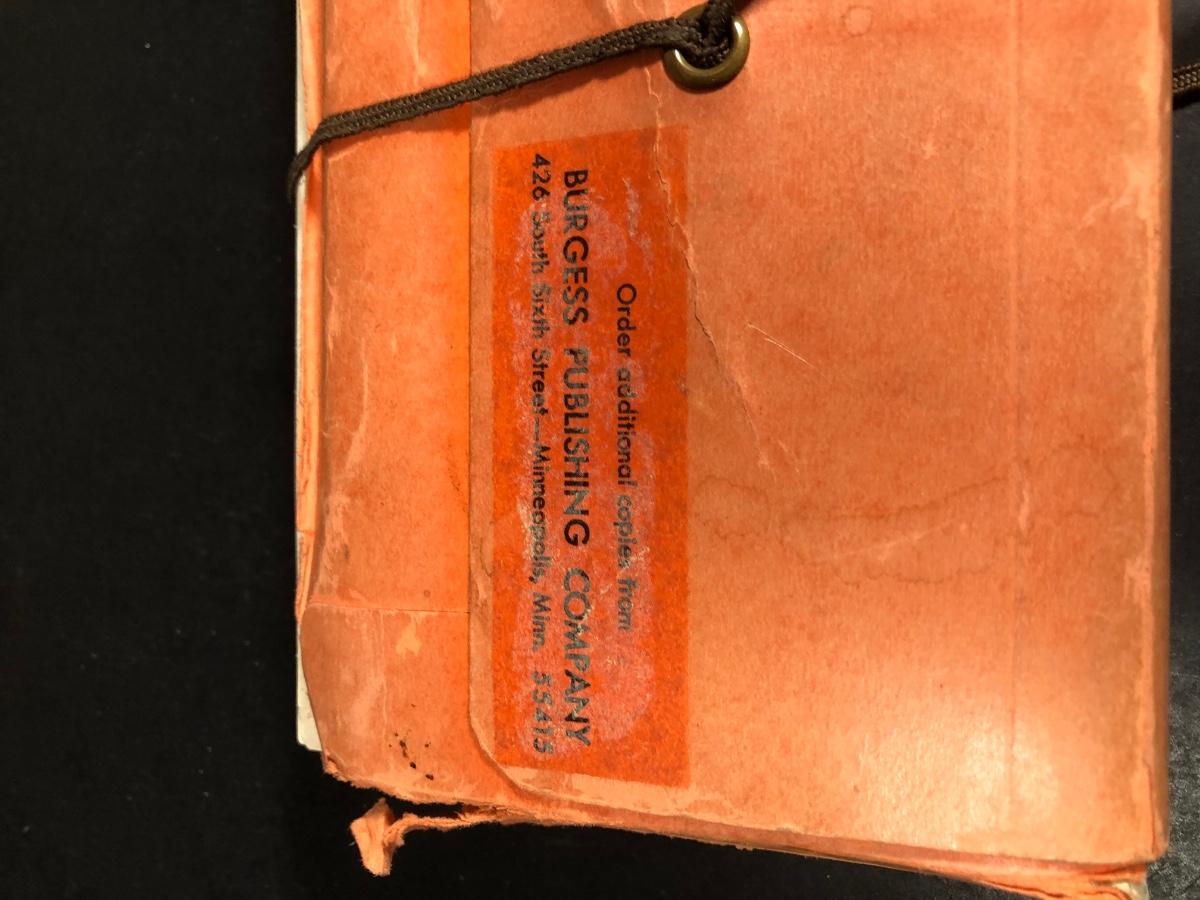 Order additional copies from
BURGESS PUBLISHING COMPANY
426 South Sixth Street—Minneapolis, Minn. 55415